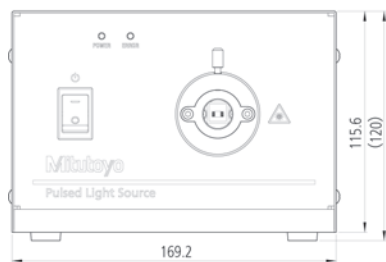 POWER ERROR
Mitutoyo
Pulsed Light Source
115.6
(120)
169.2